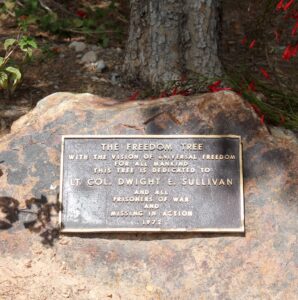 THE FREEDOM TREE
WITH THE VISION OF UNIVERSAL FREEDOM
FOR ALL MANKIND
THIS TREE IS DEDICATED TO
LT. COL. DWIGHT E. SULLIVAN
AND ALL
PRISONERS OF WAR
AND
MISSING IN ACTION
1972